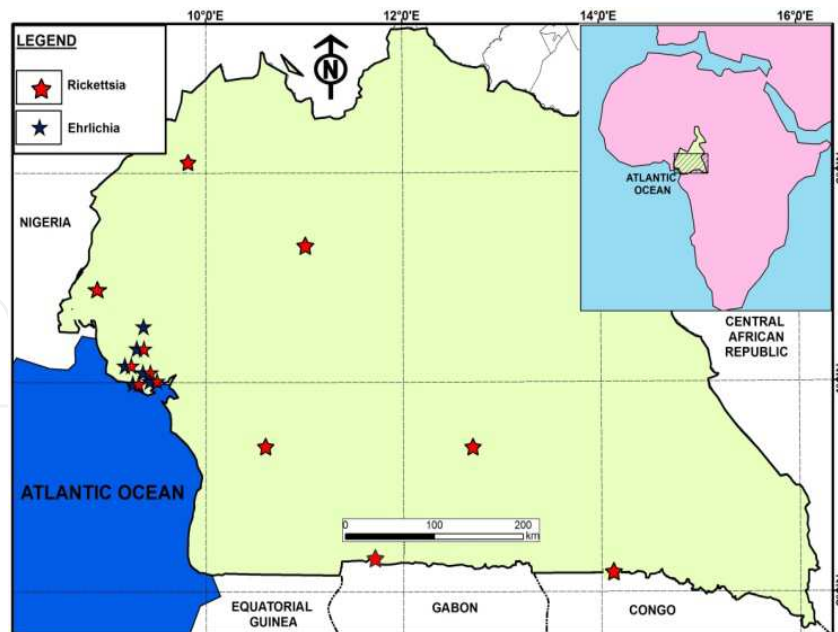 10°0'E
12°0'E
14°0'E
16°0'E
LEGEND
Rickettsia
Ehrlichia
N
NIGERIA
ATLANTIC
OCEAN
CENTRAL
AFRICAN
REPUBLIC
ATLANTIC OCEAN
0
100
200
km
EQUATORIAL
GUINEA
GABON
CONGO